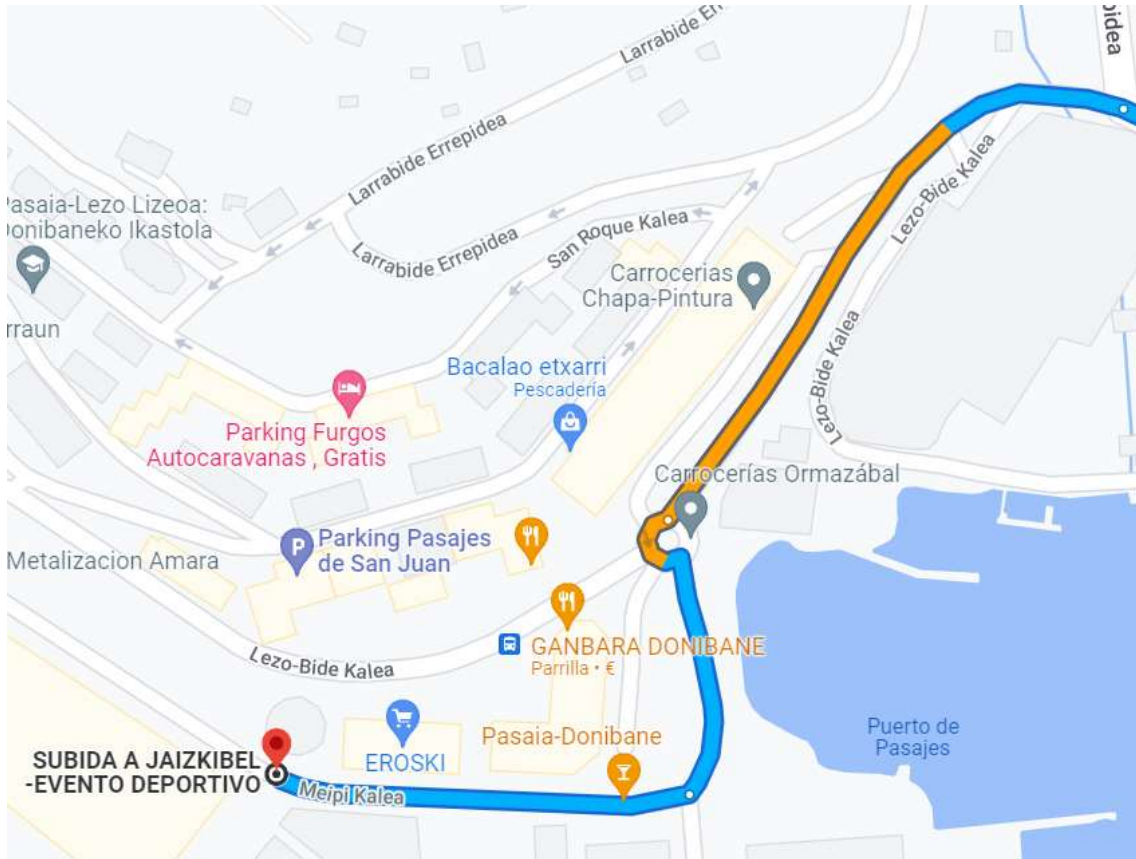 pidea
Larrabide Err
Larrabide Errepidea
Pasaia-Lezo Lizeoa:
Donibaneko Ikastola
San Roque Kalea
Larrabide Errepidea
Lezo-Bide Kalea
Carrocerias
Chapa-Pintura
rraun
Bacalao etxarri
Pescadería
Lezo-Bide Kalea
Parking Furgos
Autocaravanas , Gratis
Carrocerías Ormazábal
Metalizacion Amara
P
Parking Pasajes
de San Juan
Lezo-Bide Kalea
GANBARA DONIBANE
Parrilla • €
Pasaia-Donibane
Puerto de
Pasajes
EROSKI
SUBIDA A JAIZKIBEL
-EVENTO DEPORTIVO
Meipi Kalea